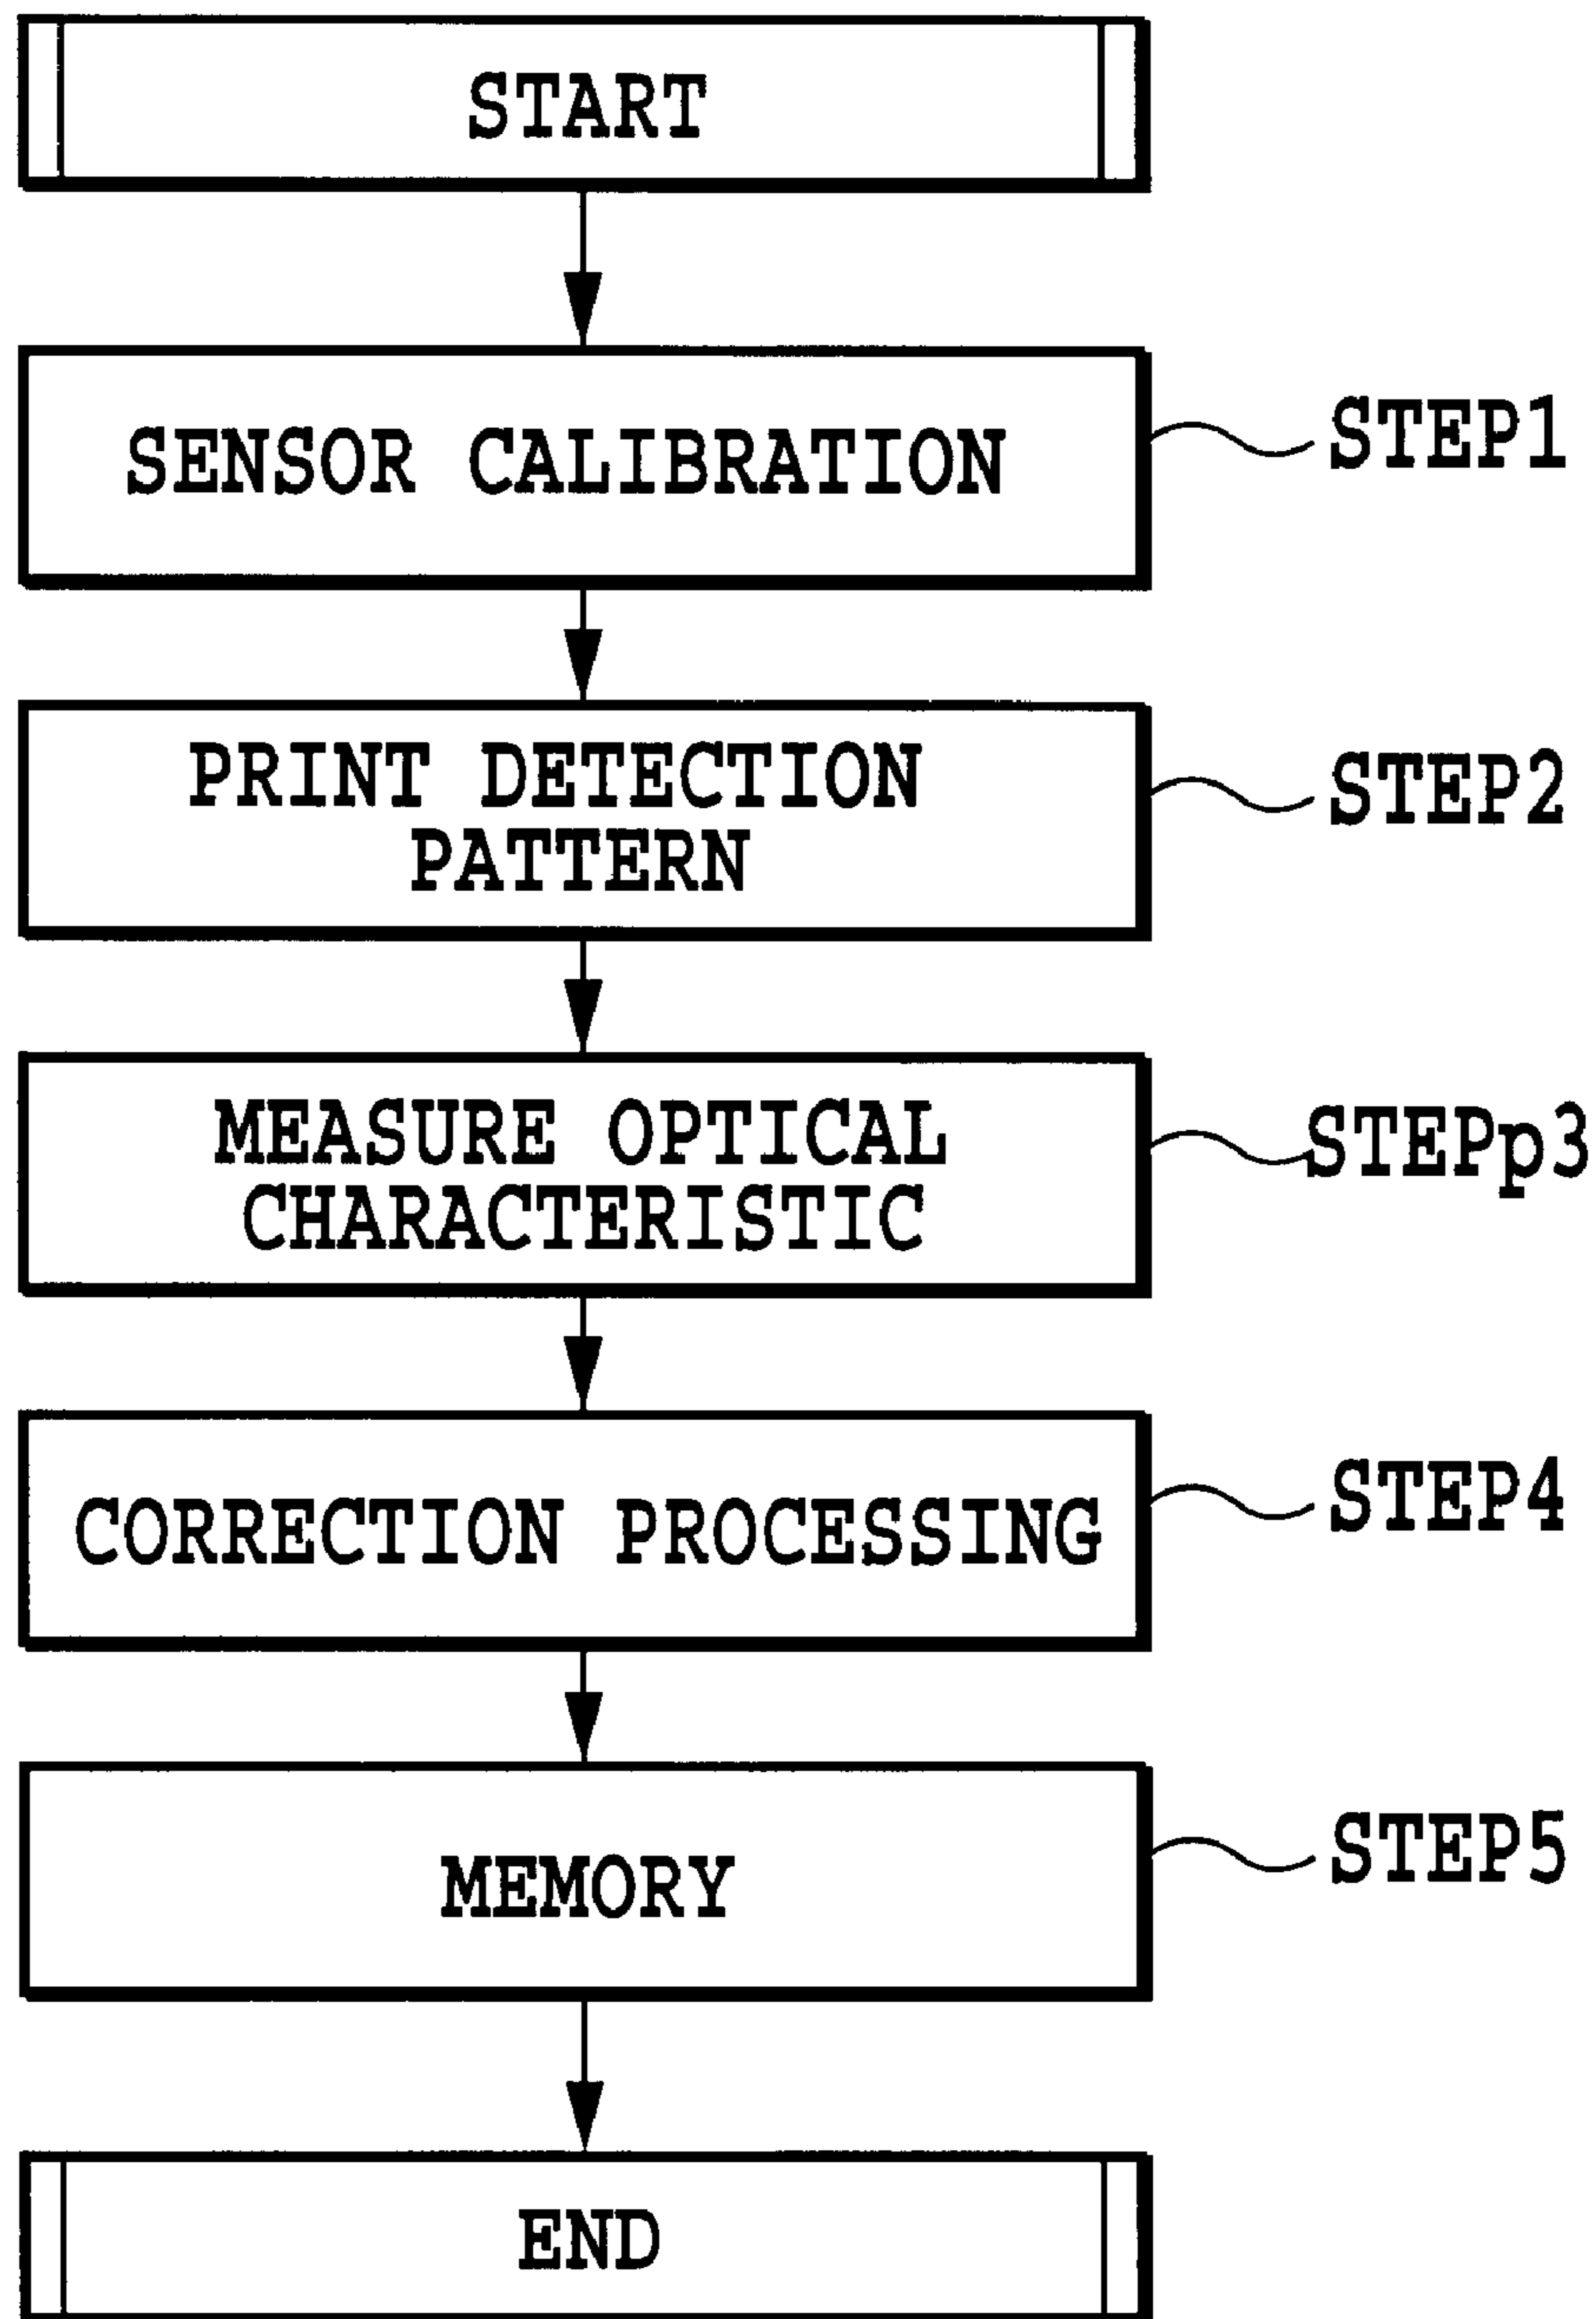 START
SENSOR CALIBRATION
STEP1
PRINT DETECTION
PATTERN
STEP2
MEASURE OPTICAL
CHARACTERISTIC
STEPp3
CORRECTION PROCESSING
STEP4
MEMORY
STEP5
END